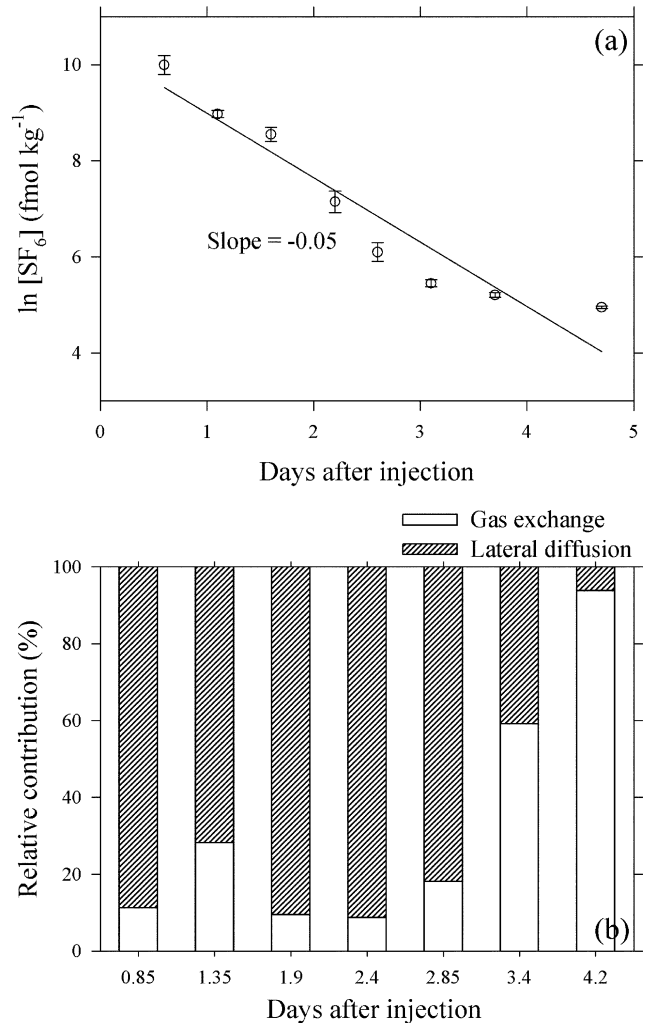 (a)
10
8
6
4
ln [SF6] (fmol kg-1)
Slope = -0.05
0 1 2 3 4 5
Days after injection
Gas exchange
Lateral diffusion
100
80
60
40
20
0
Relative contribution (%)
(b)
0.85 1.35 1.9 2.4 2.85 3.4 4.2
Days after injection